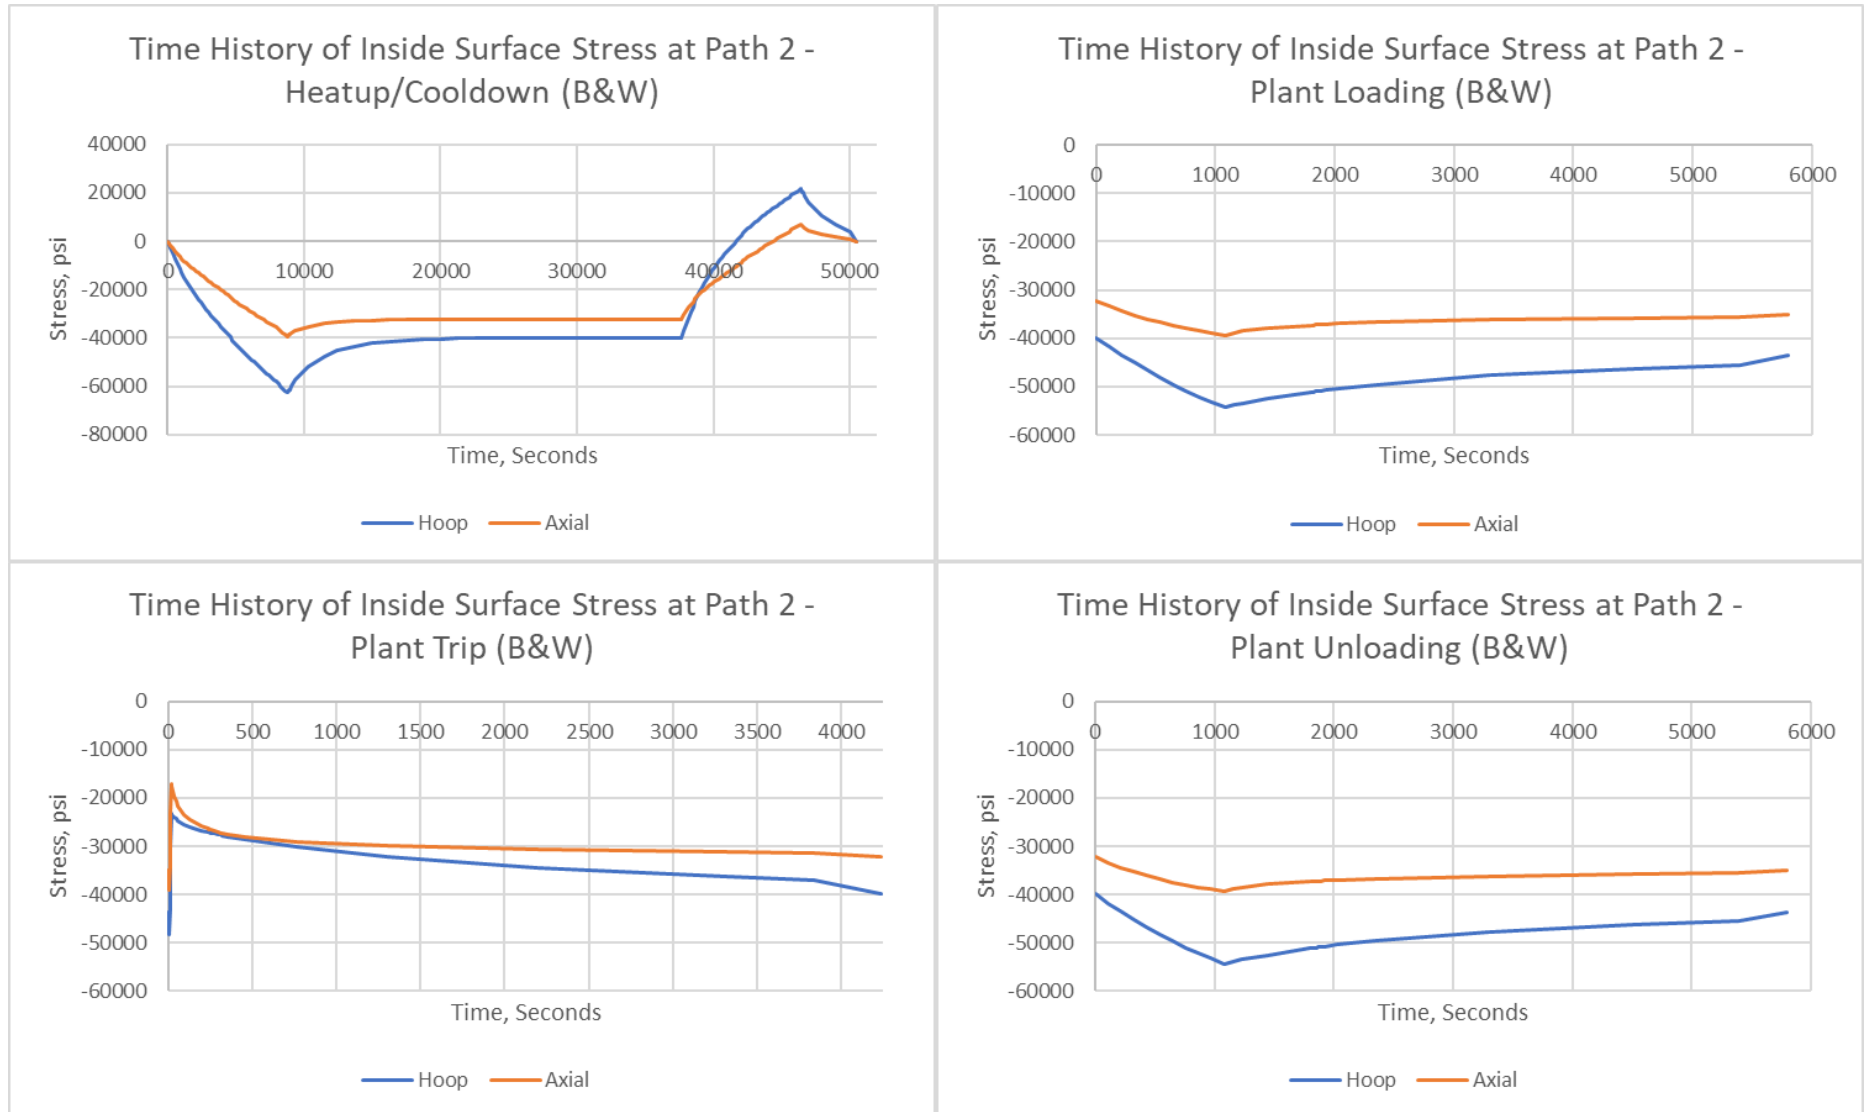 Time History of Inside Surface Stress at Path 2 -
Heatup/Cooldown (B&W)
40000
20000
0
-20000
-40000
-60000
-80000
0 10000 20000 30000 40000 50000
Stress, psi
Time, Seconds
Hoop Axial
Time History of Inside Surface Stress at Path 2 -
Plant Loading (B&W)
0
-10000
-20000
-30000
-40000
-50000
-60000
0 1000 2000 3000 4000 5000 6000
Stress, psi
Time, Seconds
Hoop Axial
Time History of Inside Surface Stress at Path 2 -
Plant Trip (B&W)
0
-10000
-20000
-30000
-40000
-50000
-60000
0 500 1000 1500 2000 2500 3000 3500 4000
Stress, psi
Time, Seconds
Hoop Axial
Time History of Inside Surface Stress at Path 2 -
Plant Unloading (B&W)
0
-10000
-20000
-30000
-40000
-50000
-60000
0 1000 2000 3000 4000 5000 6000
Stress, psi
Time, Seconds
Hoop Axial